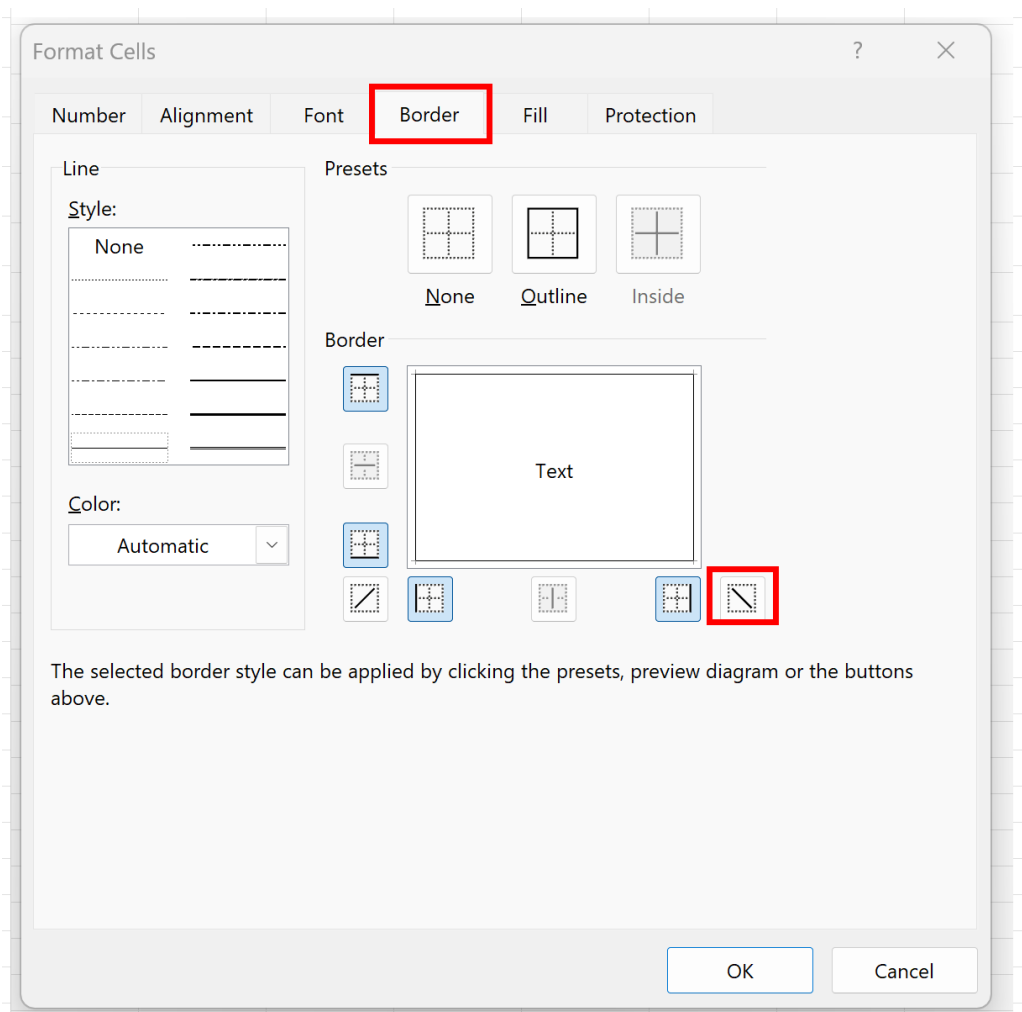 Format Cells ?
Number Alignment Font Border Fill Protection
Line
Style:
None
Color:
Automatic
Presets
None Outline Inside
Border
Text
The selected border style can be applied by clicking the presets, preview diagram or the buttons
above.
OK Cancel